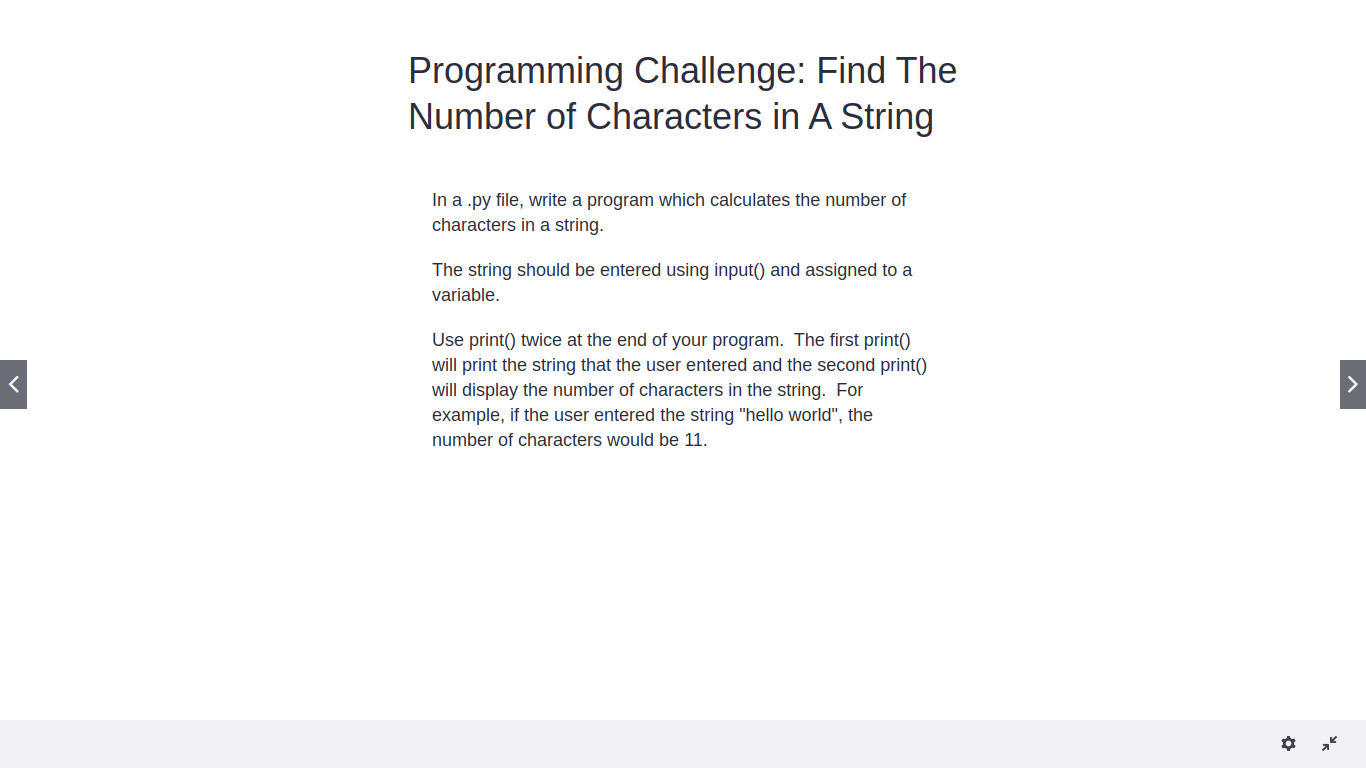 Programming Challenge: Find The
Number of Characters in A String
In a .py file, write a program which calculates the number of
characters in a string.
The string should be entered using input() and assigned to a
variable.
Use print() twice at the end of your program.  The first print()
will print the string that the user entered and the second print()
will display the number of characters in the string.  For
example, if the user entered the string "hello world", the
number of characters would be 11.